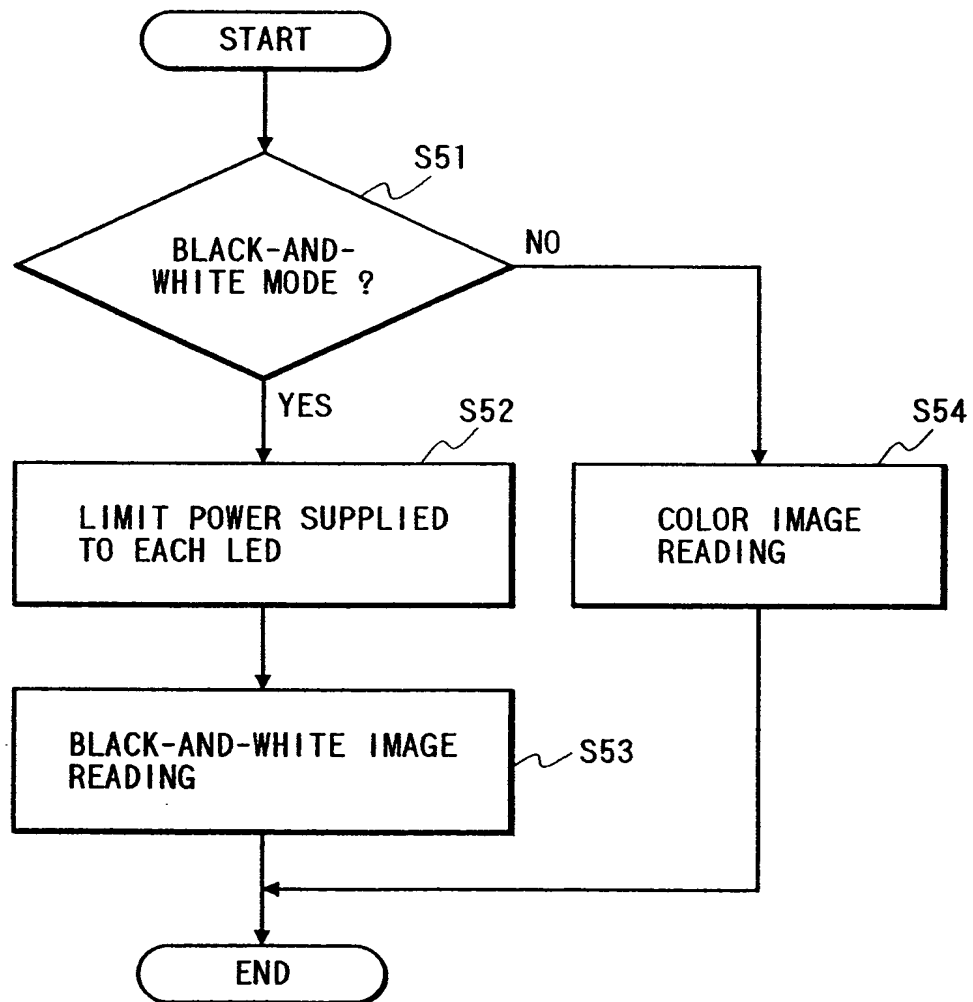 START
S51
BLACK-AND-
WHITE MODE ?
NO
YES
S52
S54
LIMIT POWER SUPPLIED
TO EACH LED
COLOR IMAGE
READING
BLACK-AND-WHITE IMAGE
READING
S53
END